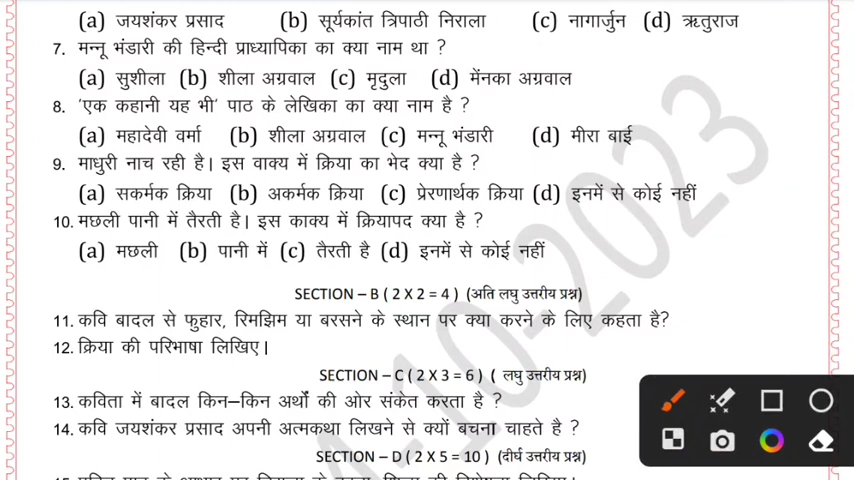 (a) जयशंकर प्रसाद (b) सूर्यकांत त्रिपाठी निराला (c) नागार्जुन (d) ऋतुराज
7. मन्नू भंडारी की हिन्दी प्राध्यापिका का क्या नाम था ?
(a) सुशीला (b) शीला अग्रवाल (c) मृदुला (d) मेंनका अग्रवाल
8. 'एक कहानी यह भी' पाठ के लेखिका का क्या नाम है ?
(a) महादेवी वर्मा (b) शीला अग्रवाल (c) मन्नू भंडारी (d) मीरा बाई
9. माधुरी नाच रही है। इस वाक्य में क्रिया का भेद क्या है ?
(a) सकर्मक क्रिया (b) अकर्मक क्रिया (c) प्रेरणार्थक क्रिया (d) इनमें से कोई नहीं
10. मछली पानी में तैरती है। इस काक्य में क्रियापद क्या है ?
(a) मछली (b) पानी में (c) तैरती है (d) इनमें से कोई नहीं
SECTION – B ( 2 X 2 = 4 ) (अति लघु उत्तरीय प्रश्न)
11. कवि बादल से फुहार, रिमझिम या बरसने के स्थान पर क्या करने के लिए कहता है?
12. क्रिया की परिभाषा लिखिए।
SECTION – C ( 2 X 3 = 6 ) ( लघु उत्तरीय प्रश्न)
13. कविता में बादल किन–किन अर्थों की ओर संकेत करता है ?
14. कवि जयशंकर प्रसाद अपनी अत्मकथा लिखने से क्यों बचना चाहते है ?
SECTION – D ( 2 X 5 = 10 ) (दीर्घ उत्तरीय प्रश्न)
4-10-2023